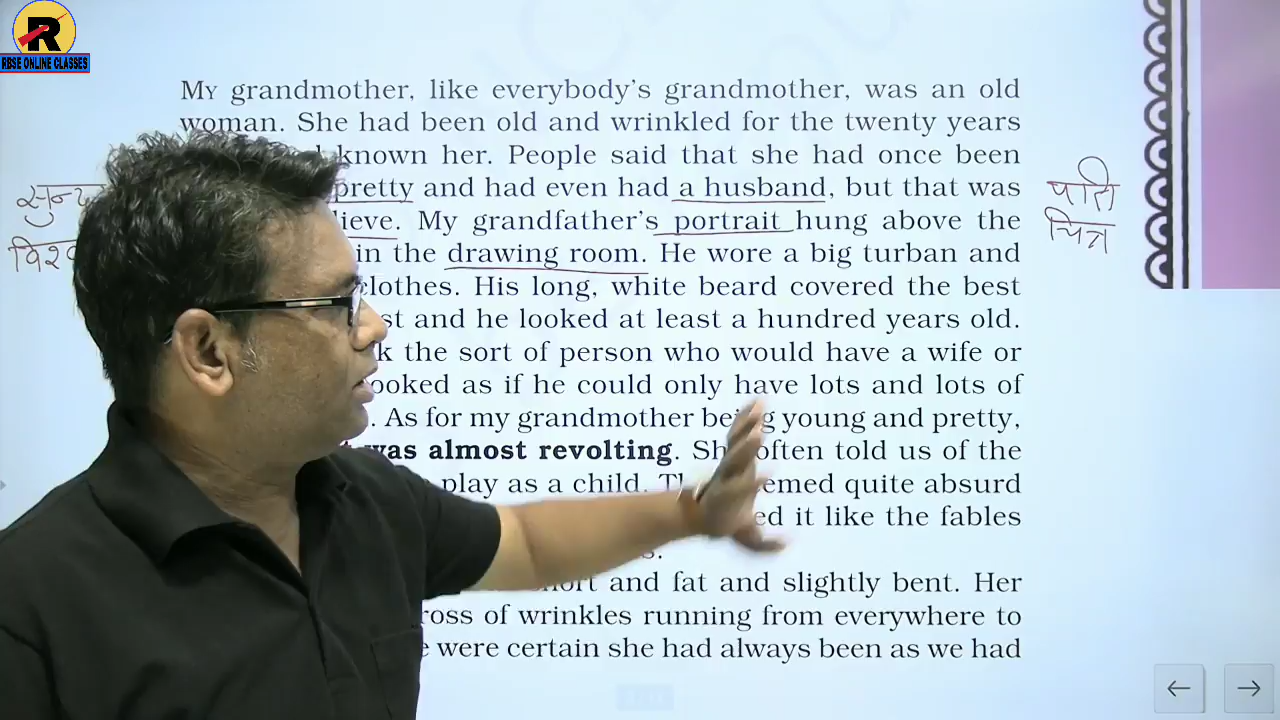 RBSE ONLINE CLASSES
MY grandmother, like everybody's grandmother, was an old
woman. She had been old and wrinkled for the twenty years
known her. People said that she had once been
pretty and had even had a husband, but that was
ieve. My grandfather's portrait hung above the
in the drawing room. He wore a big turban and
clothes. His long, white beard covered the best
st and he looked at least a hundred years old.
k the sort of person who would have a wife or
ooked as if he could only have lots and lots of
. As for my grandmother being young and pretty,
was almost revolting. She often told us of the
play as a child. That seemed quite absurd
ed it like the fables
s.
short and fat and slightly bent. Her
ross of wrinkles running from everywhere to
e were certain she had always been as we had
पति
चित्र